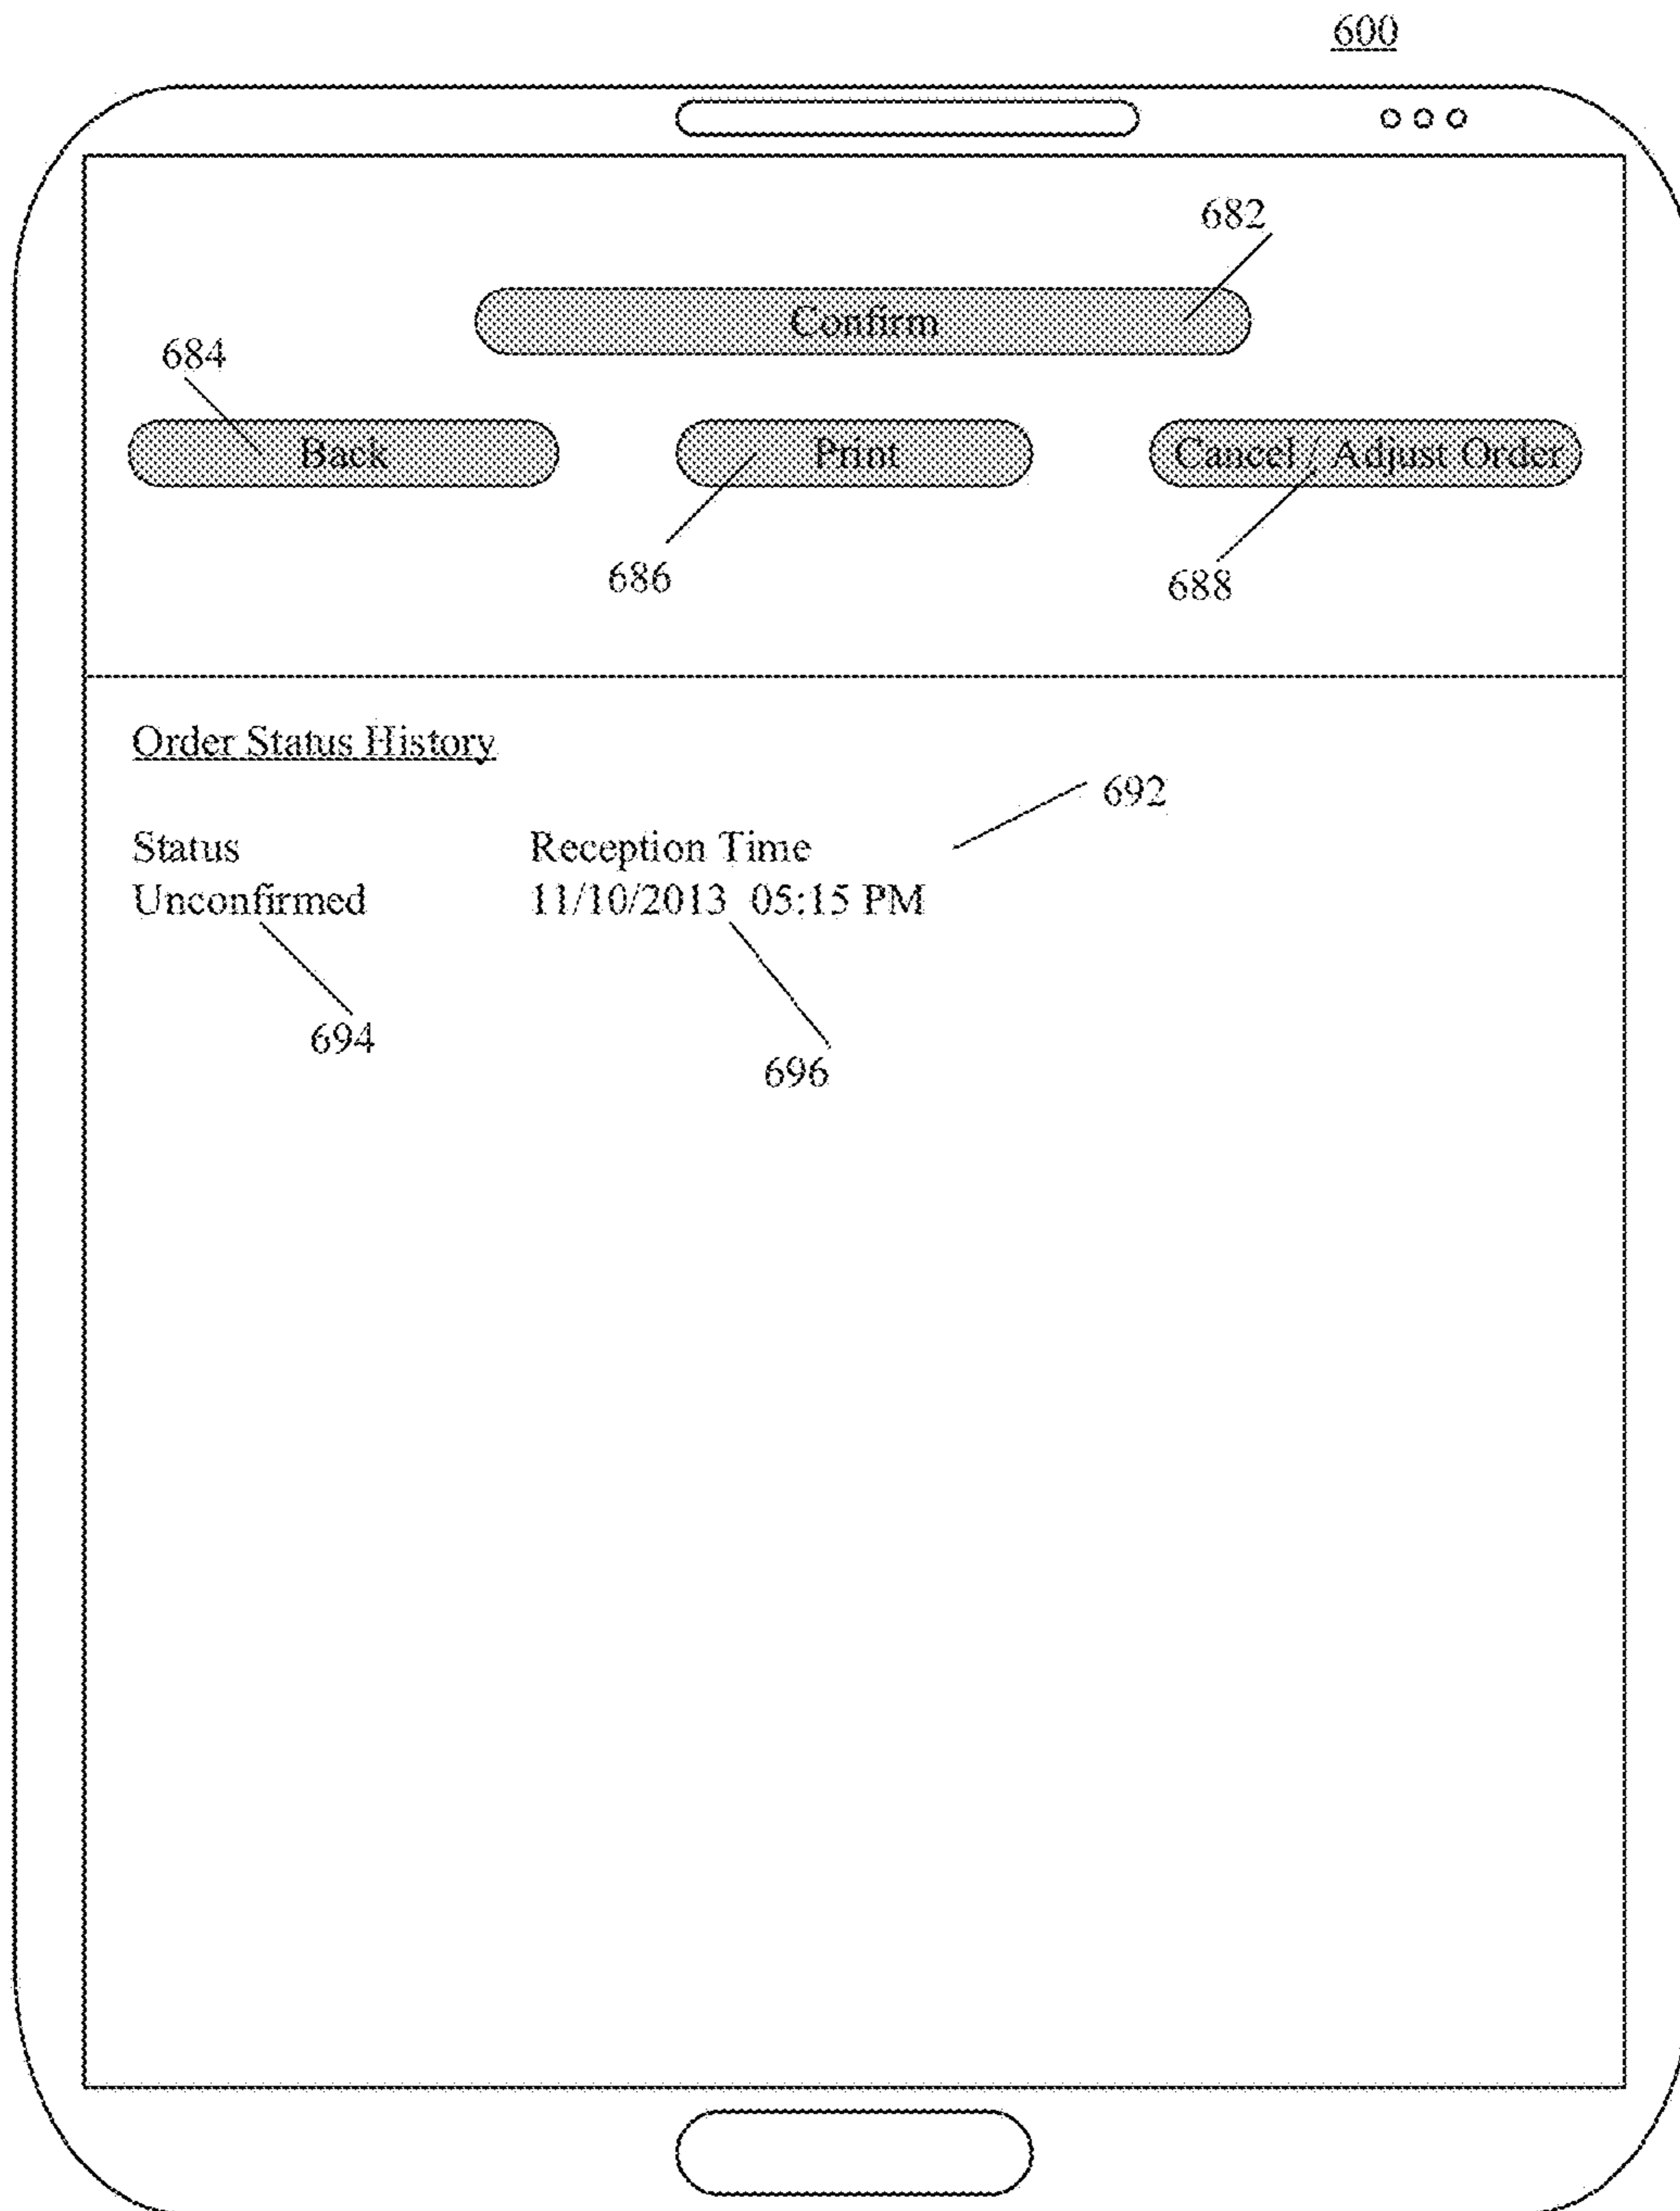 600
682
Confirm
684
Back Print Cancel / Adjust Order
686 688
Order Status History
692
Status Reception Time
Unconfirmed 11/10/2013 05:15 PM
694
696